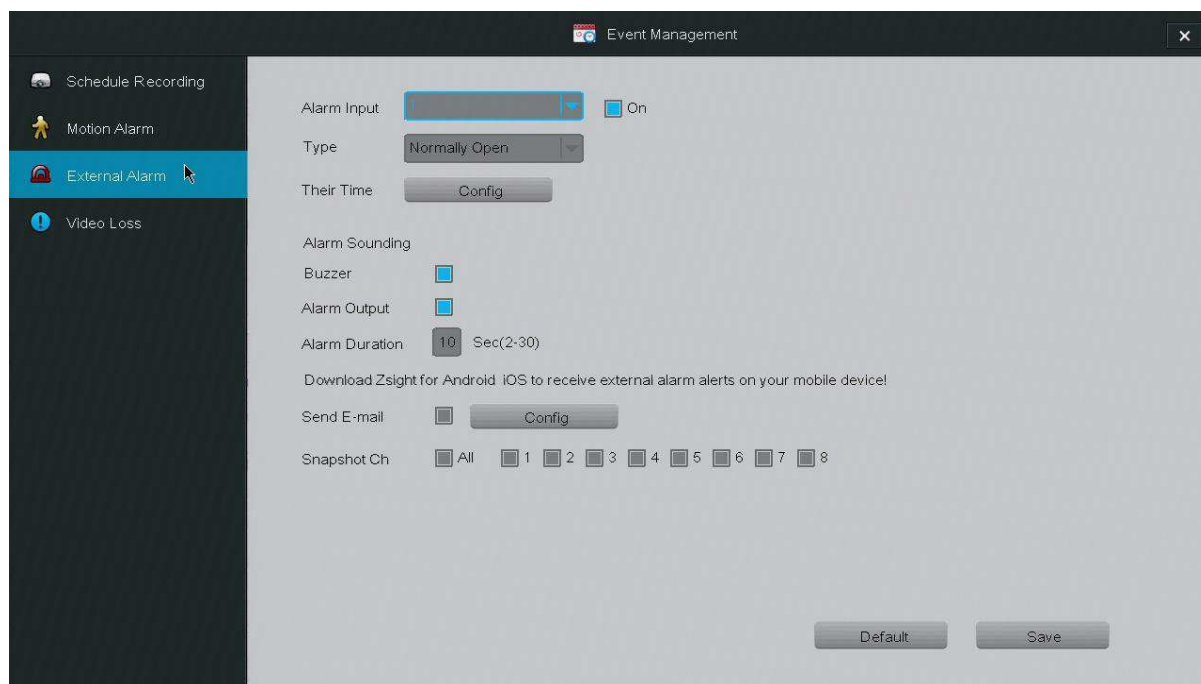 Event Management
Schedule Recording
Motion Alarm
External Alarm
Video Loss
Alarm Input 1 On
Type Normally Open
Their Time Config
Alarm Sounding
Buzzer
Alarm Output
Alarm Duration 10 Sec(2-30)
Download Zsight for Android iOS to receive external alarm alerts on your mobile device!
Send E-mail Config
Snapshot Ch All 1 2 3 4 5 6 7 8
Default Save